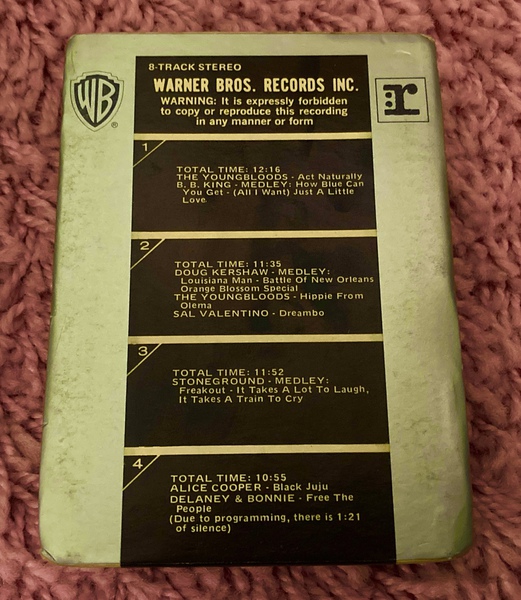 8-TRACK STEREO
WARNER BROS. RECORDS INC.
WARNING: It is expressly forbidden
to copy or reproduce this recording
in any manner or form
WB
®
r
1
TOTAL TIME: 12:16
THE YOUNGBLOODS - Act Naturally
B. B. KING - MEDLEY: How Blue Can
You Get - (All I Want) Just A Little
Love
2
TOTAL TIME: 11:35
DOUG KERSHAW - MEDLEY:
Louisiana Man - Battle Of New Orleans
Orange Blossom Special
THE YOUNGBLOODS - Hippie From
Olema
SAL VALENTINO - Dreambo
3
TOTAL TIME: 11:52
STONEGROUND - MEDLEY:
Freakout - It Takes A Lot To Laugh,
It Takes A Train To Cry
4
TOTAL TIME: 10:55
ALICE COOPER - Black Juju
DELANEY & BONNIE - Free The
People
(Due to programming, there is 1:21
of silence)